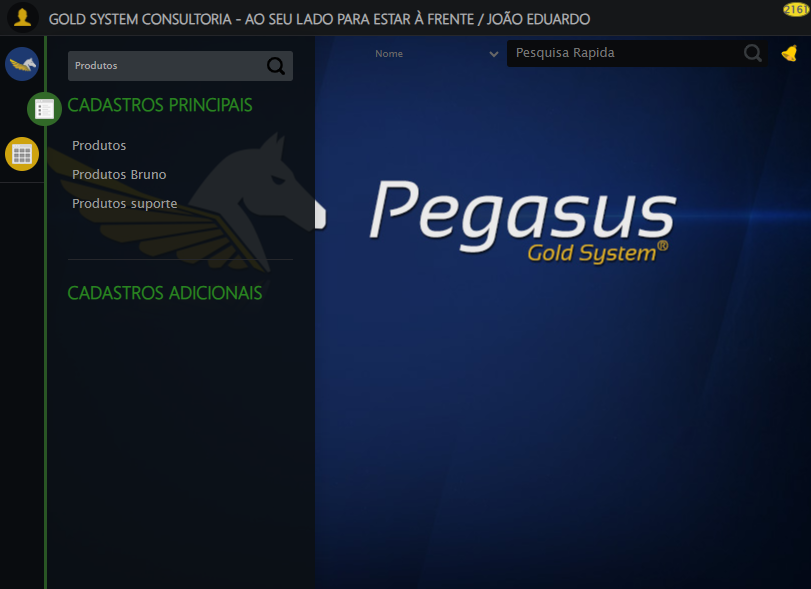 GOLD SYSTEM CONSULTORIA - AO SEU LADO PARA ESTAR À FRENTE / JOÃO EDUARDO
2161
Produtos
Nome
Pesquisa Rapida
CADASTROS PRINCIPAIS
Produtos
Produtos Bruno
Produtos suporte
CADASTROS ADICIONAIS
Pegasus
Gold System®